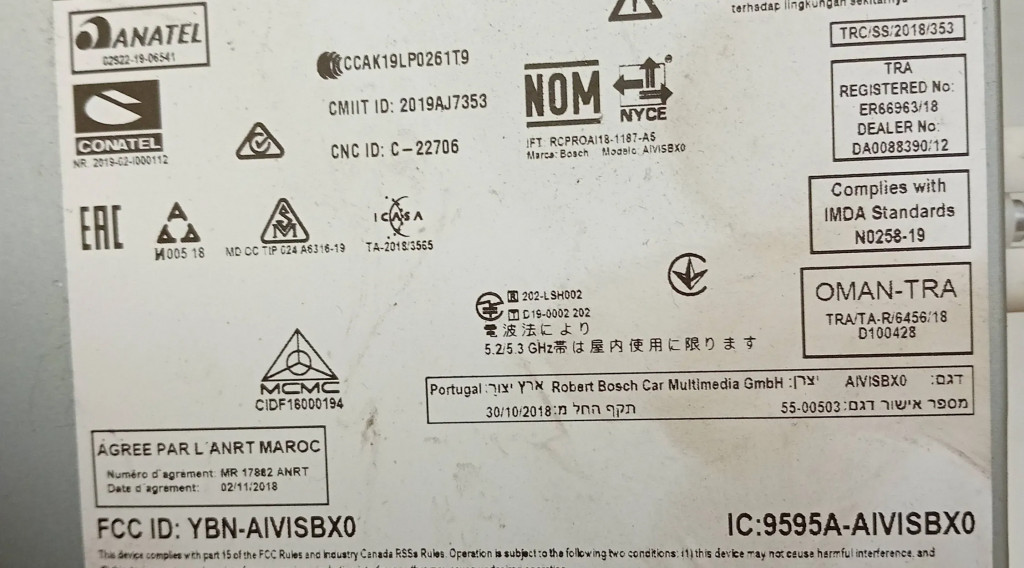 terhadap lingkungan sekitarnya
ANATEL
02522-19-06541
CCAK19LP0261T9
CMIIT ID: 2019AJ7353
CNC ID: C-22706
CONATEL
NR. 2019-02-I000112
NOM
NYCE
IFT RCPROAI18-1187-A5
Marca: Bosch Modelo: AIVISBX0
TRC/SS/2018/353
TRA
REGISTERED No:
ER66963/18
DEALER No:
DA0088390/12
EAC
И005 18
MD OC TIP 024 A6316-19
ICASA
TA-2018/3565
Complies with
IMDA Standards
N0258-19
R 202-LSH002
T D19-0002 202
電波法により
5.2/5.3 GHz帯は屋内使用に限ります
OMAN-TRA
TRA/TA-R/6456/18
D100428
MCMC
CIDF16000194
דגם: AIVISBX0 יצרן: Robert Bosch Car Multimedia GmbH ארץ יצור: Portugal
מספר אישור דגם: 55-00503 תקף החל מ: 30/10/2018
AGREE PAR L'ANRT MAROC
Numéro d'agrément: MR 17882 ANRT
Date d'agrément: 02/11/2018
FCC ID: YBN-AIVISBX0
IC:9595A-AIVISBX0
This device complies with part 15 of the FCC Rules and Industry Canada RSSs Rules. Operation is subject to the following two conditions: (1) this device may not cause harmful interference, and